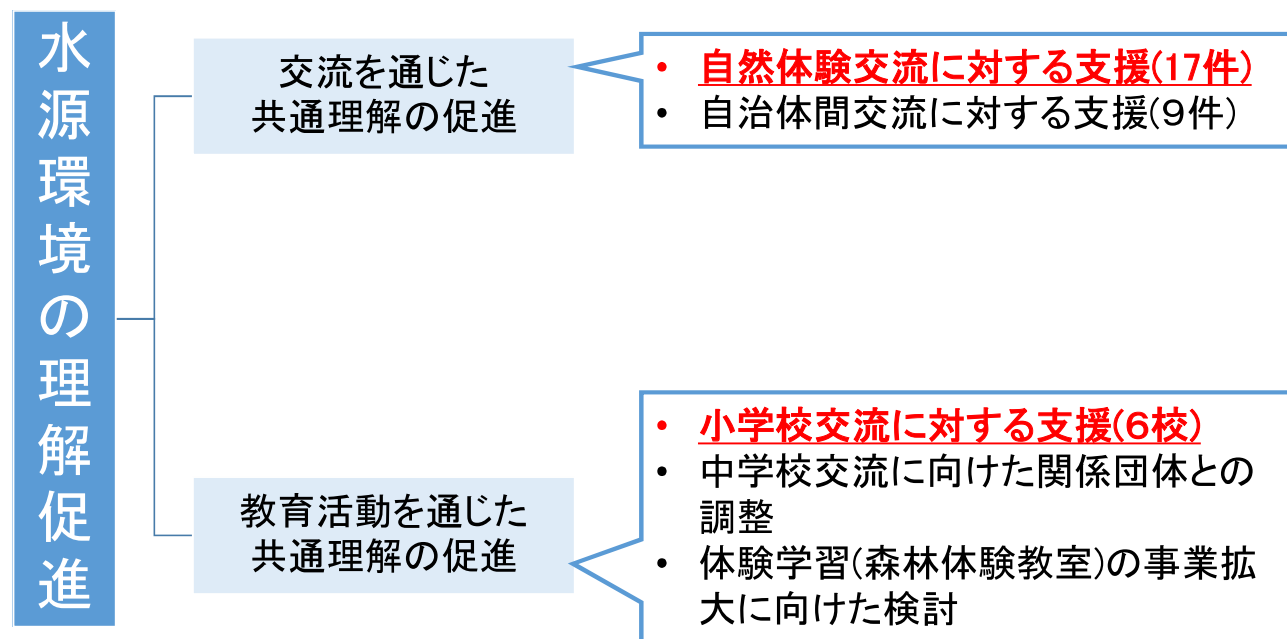 水源環境の理解促進
交流を通じた
共通理解の促進
• 自然体験交流に対する支援(17件)
• 自治体間交流に対する支援(９件)
教育活動を通じた
共通理解の促進
• 小学校交流に対する支援(６校)
• 中学校交流に向けた関係団体との
調整
• 体験学習(森林体験教室)の事業拡
大に向けた検討